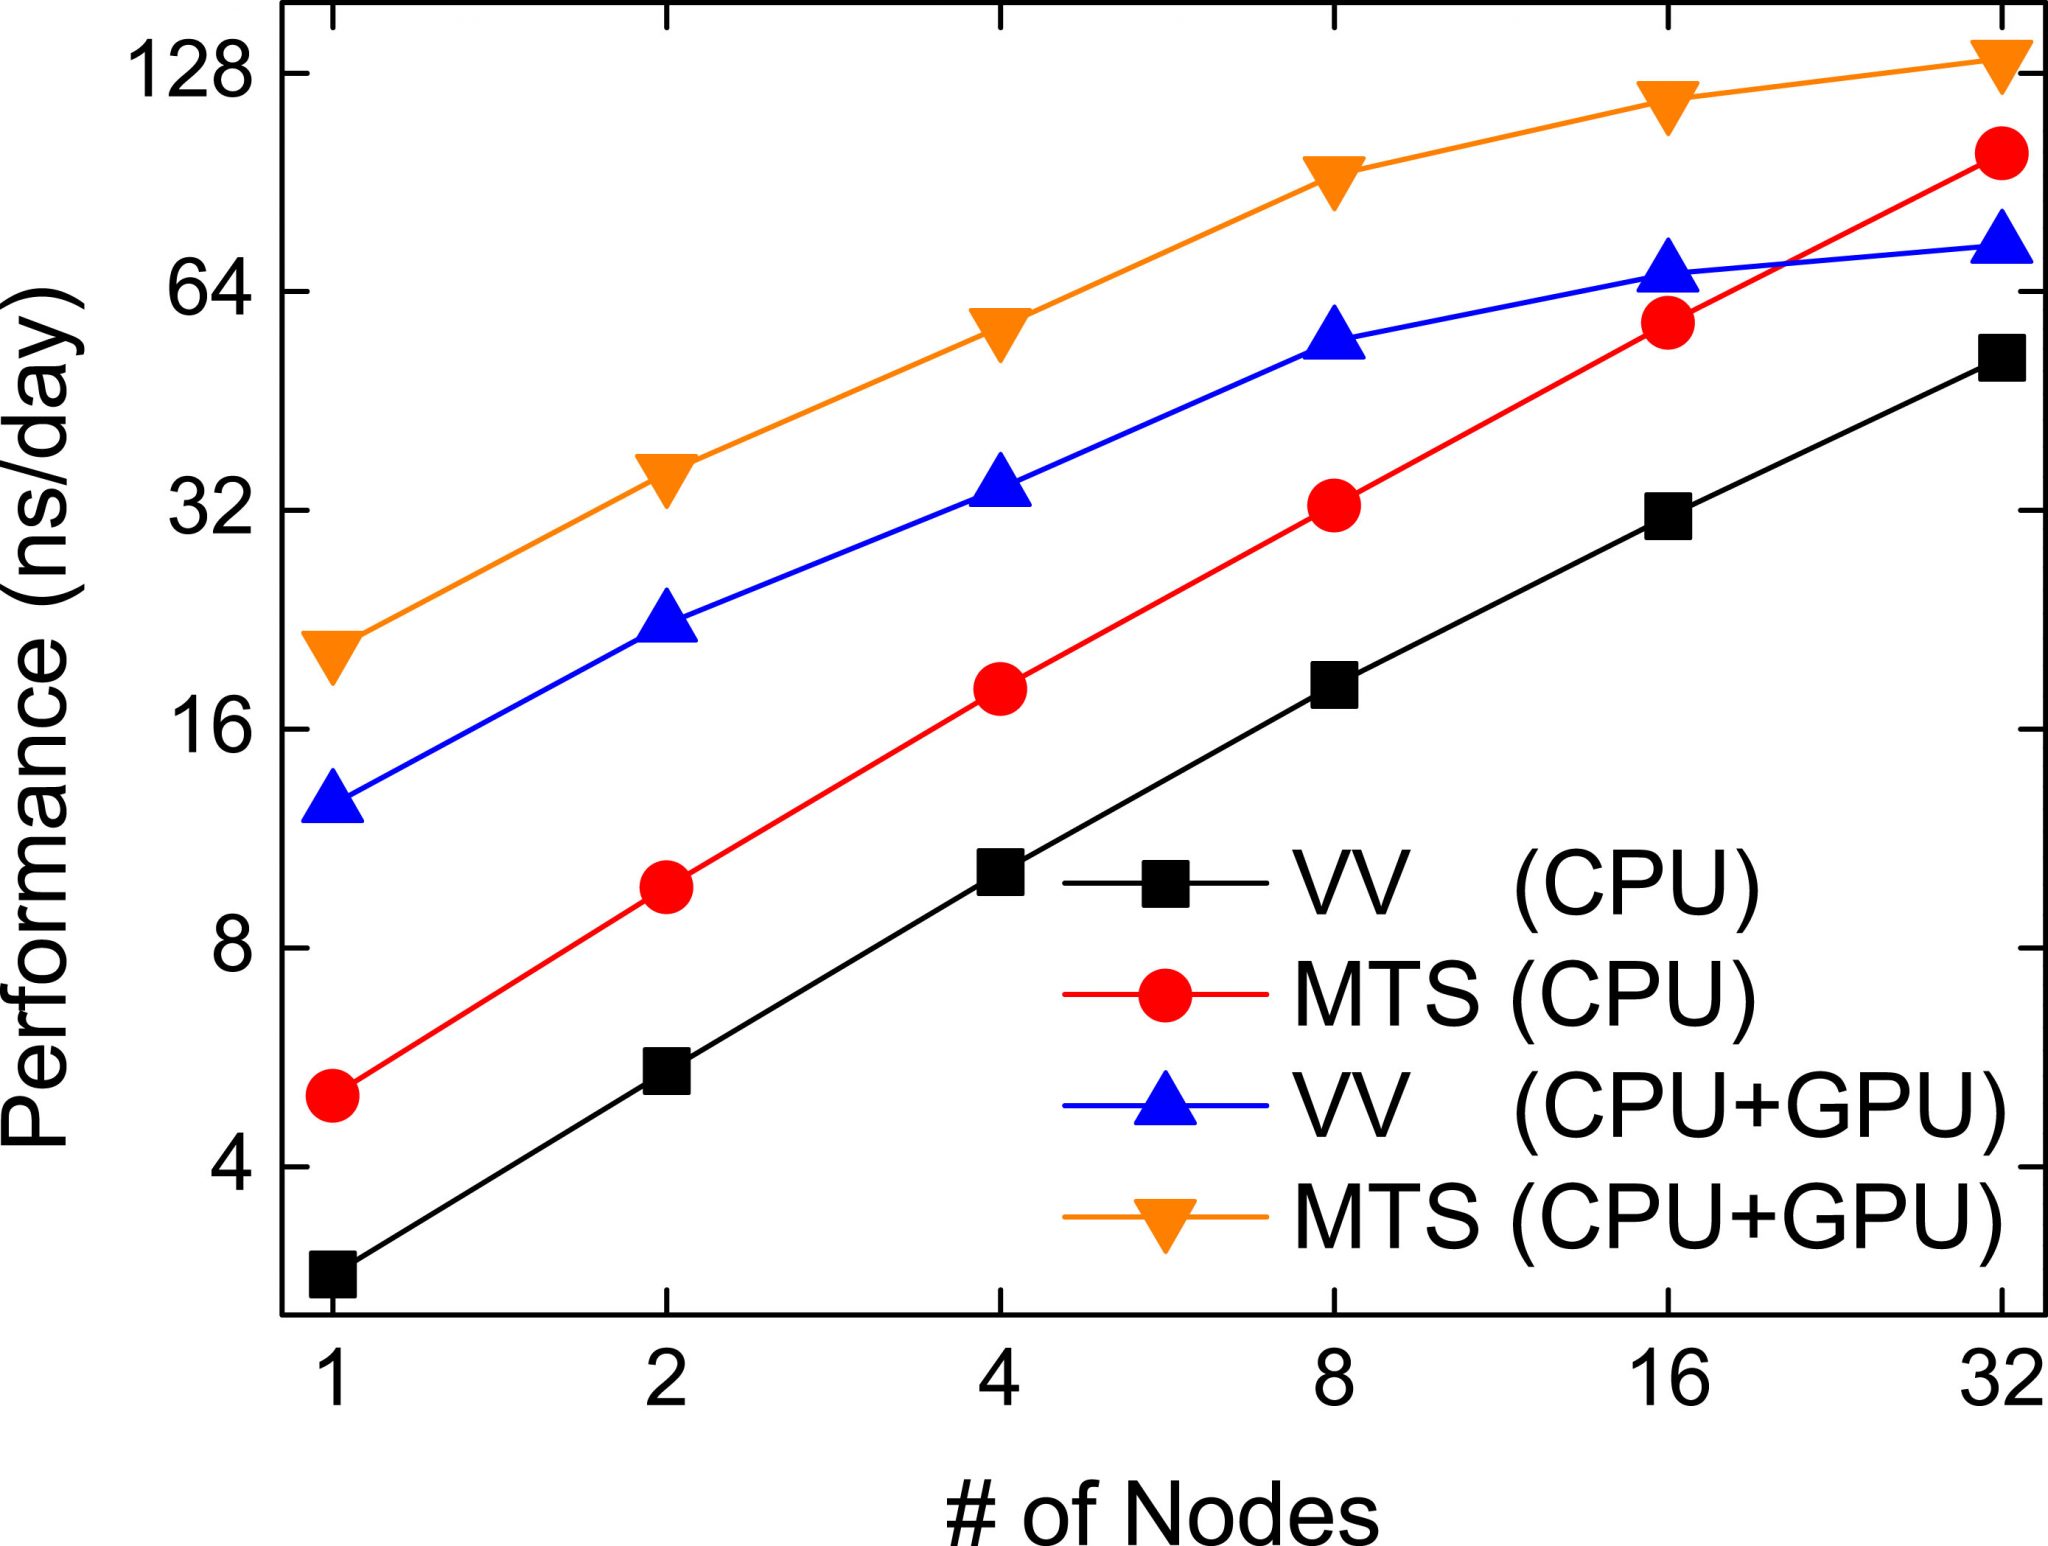 Performance (ns/day)
128
64
32
16
8
4
VV (CPU)
MTS (CPU)
VV (CPU+GPU)
MTS (CPU+GPU)
1 2 4 8 16 32
# of Nodes